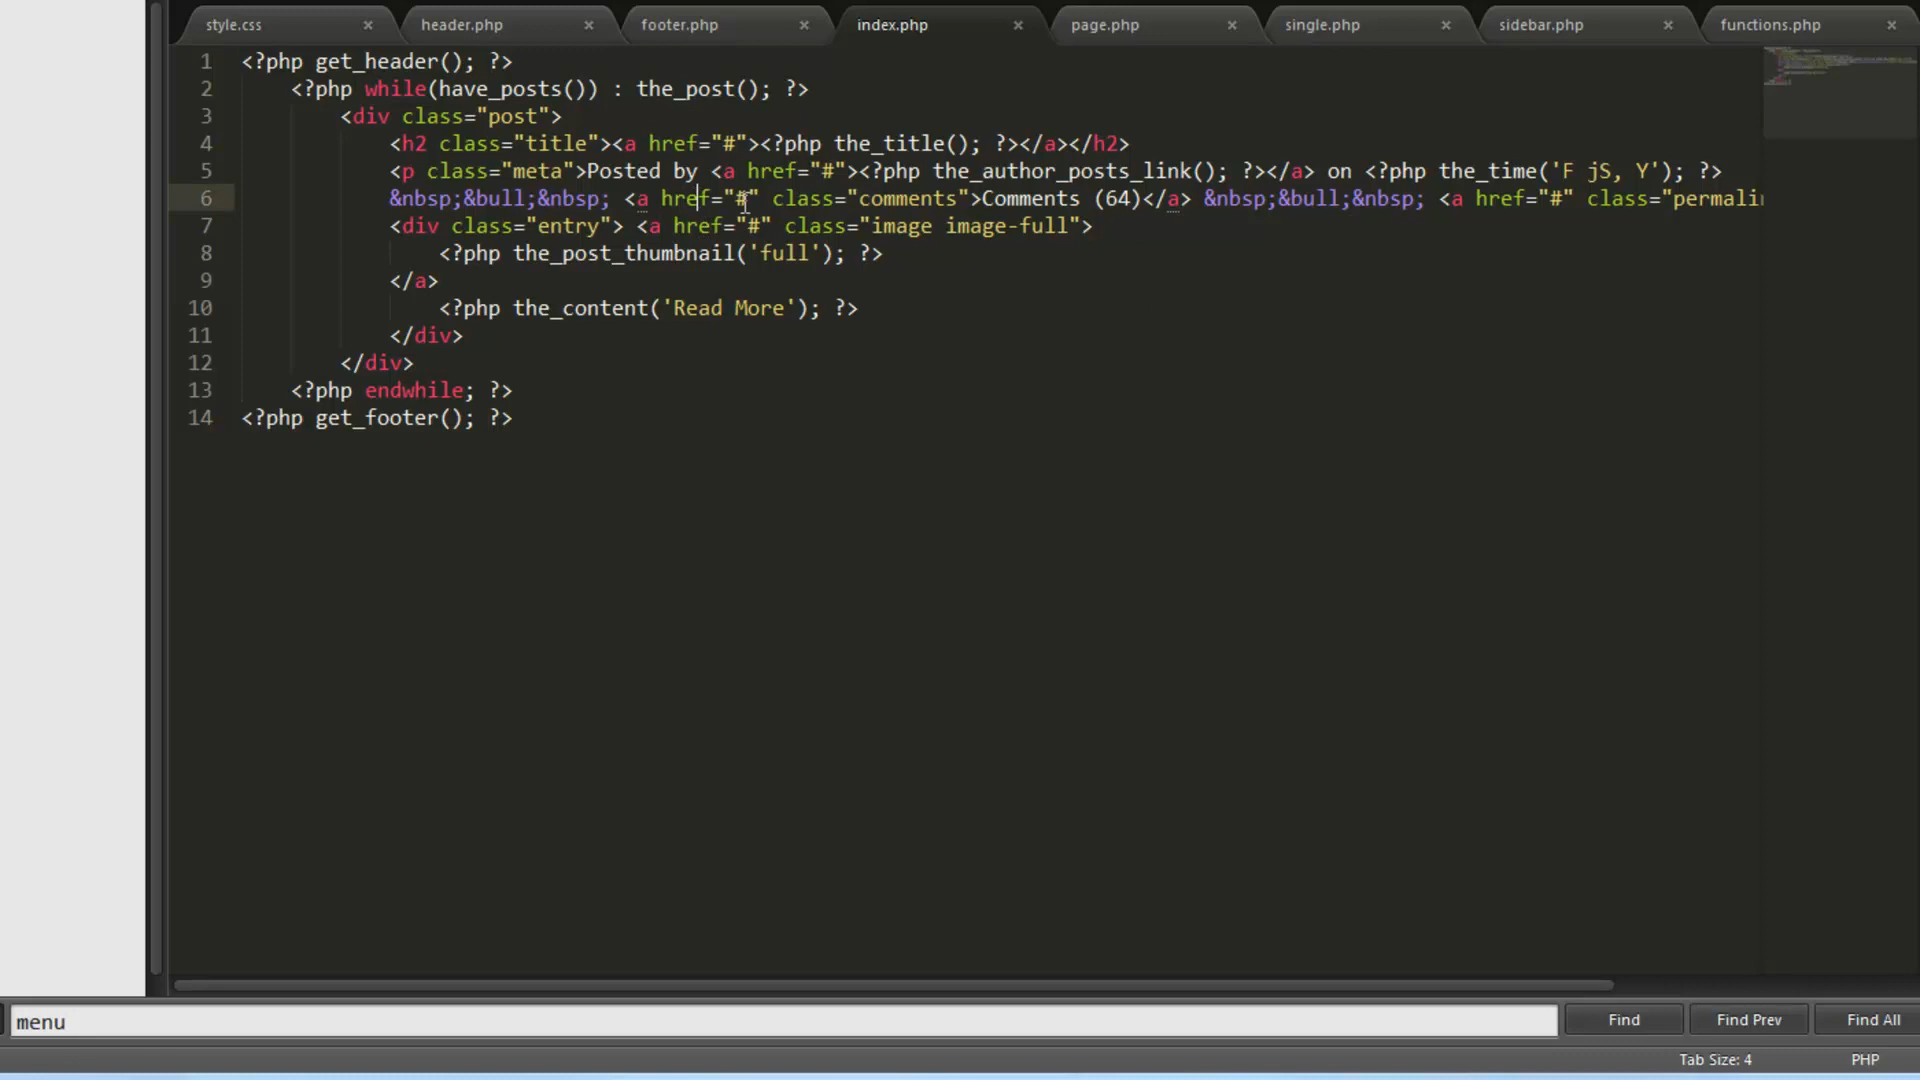 style.css × header.php × footer.php × index.php × page.php × single.php × sidebar.php × functions.php ×
1 <?php get_header(); ?>
2 <?php while(have_posts()) : the_post(); ?>
3 <div class="post">
4 <h2 class="title"><a href="#"><?php the_title(); ?></a></h2>
5 <p class="meta">Posted by <a href="#"><?php the_author_posts_link(); ?></a> on <?php the_time('F jS, Y'); ?>
6 &nbsp;&bull;&nbsp; <a href="#" class="comments">Comments (64)</a> &nbsp;&bull;&nbsp; <a href="#" class="permali
7 <div class="entry"> <a href="#" class="image image-full">
8 <?php the_post_thumbnail('full'); ?>
9 </a>
10 <?php the_content('Read More'); ?>
11 </div>
12 </div>
13 <?php endwhile; ?>
14 <?php get_footer(); ?>
menu Find Find Prev Find All
Tab Size: 4 PHP